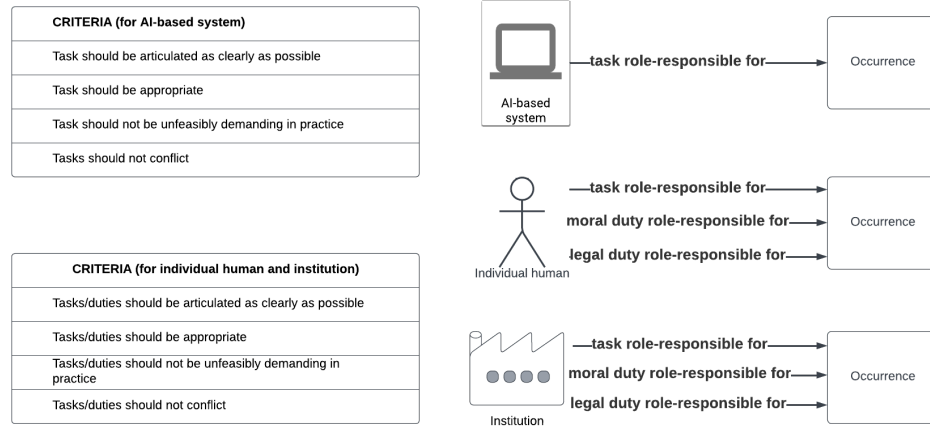 CRITERIA (for AI-based system)
Task should be articulated as clearly as possible
Task should be appropriate
Task should not be unfeasibly demanding in practice
Tasks should not conflict
AI-based
system
task role-responsible for
Occurrence
Individual human
task role-responsible for
moral duty role-responsible for
legal duty role-responsible for
Occurrence
CRITERIA (for individual human and institution)
Tasks/duties should be articulated as clearly as possible
Tasks/duties should be appropriate
Tasks/duties should not be unfeasibly demanding in
practice
Tasks/duties should not conflict
Institution
task role-responsible for
moral duty role-responsible for
legal duty role-responsible for
Occurrence